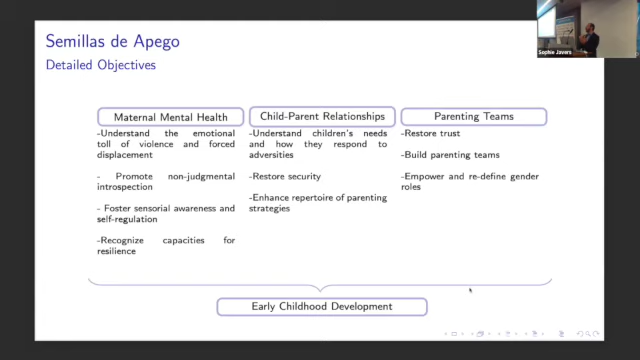 Semillas de Apego
Detailed Objectives
Sophie Javers
Maternal Mental Health
-Understand the emotional
toll of violence and forced
displacement
- Promote non-judgmental
introspection
- Foster sensorial awareness and
self-regulation
-Recognize capacities for
resilience
Child-Parent Relationships
-Understand children's needs
and how they respond to
adversities
-Restore security
-Enhance repertoire of parenting
strategies
Parenting Teams
-Restore trust
-Build parenting teams
-Empower and re-define gender
roles
Early Childhood Development